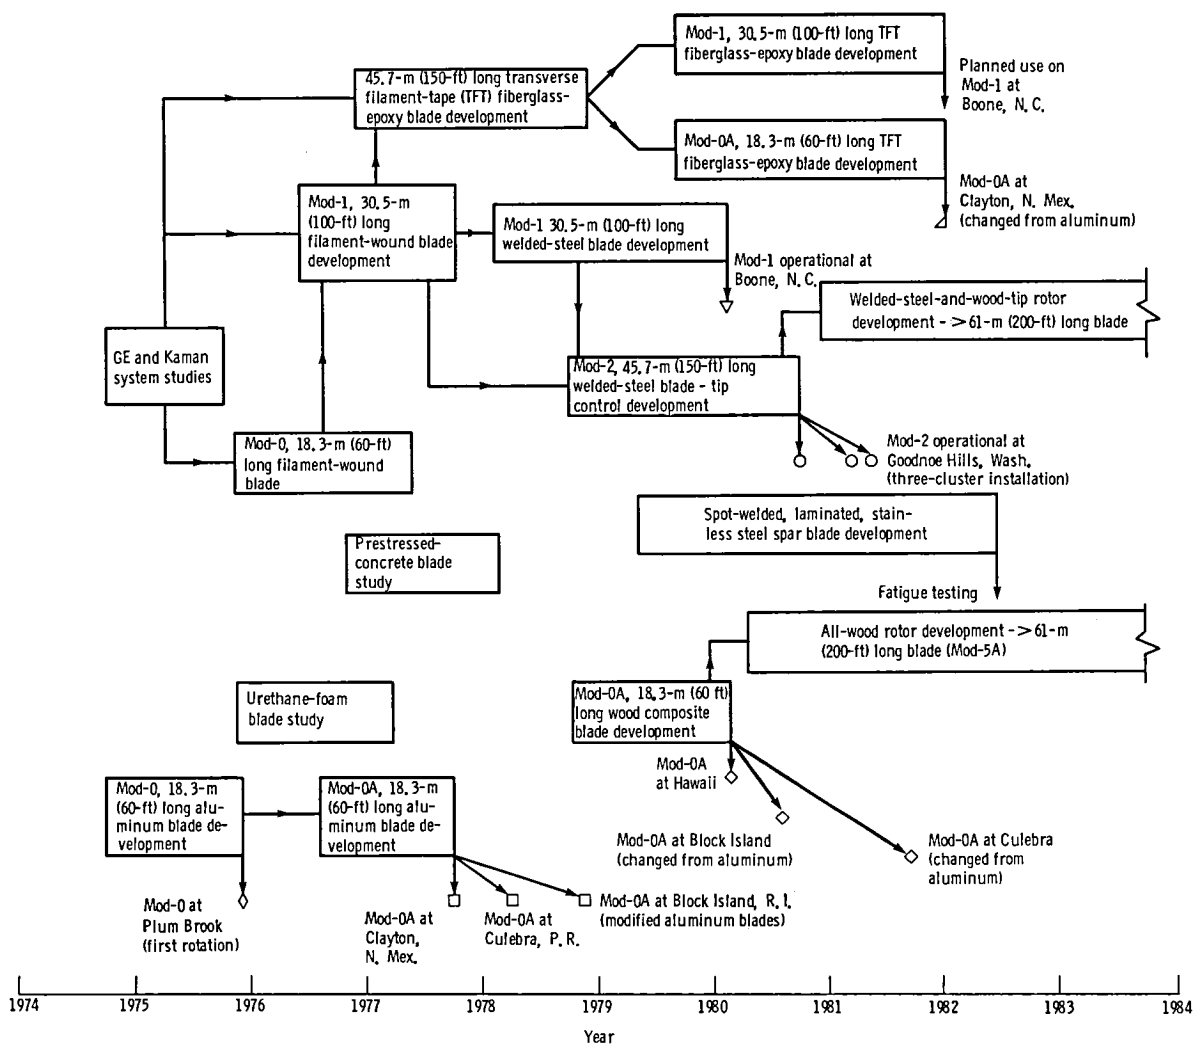 Mod-1, 30.5-m (100-ft) long TFT
fiberglass-epoxy blade development
Planned use on
Mod-1 at
Boone, N.C.
45.7-m (150-ft) long transverse
filament-tape (TFT) fiberglass-
epoxy blade development
Mod-0A, 18.3-m (60-ft) long TFT
fiberglass-epoxy blade development
Mod-0A at
Clayton, N. Mex.
(changed from aluminum)
Mod-1, 30.5-m
(100-ft) long
filament-wound blade
development
Mod-1 30.5-m (100-ft) long
welded-steel blade development
Mod-1 operational at
Boone, N.C.
Welded-steel-and-wood-tip rotor
development - >61-m (200-ft) long blade
GE and Kaman
system studies
Mod-2, 45.7-m (150-ft) long
welded-steel blade - tip
control development
Mod-2 operational at
Goodnoe Hills, Wash.
(three-cluster installation)
Mod-0, 18.3-m (60-ft)
long filament-wound
blade
Spot-welded, laminated, stain-
less steel spar blade development
Fatigue testing
Prestressed-
concrete blade
study
All-wood rotor development - >61-m
(200-ft) long blade (Mod-5A)
Urethane-foam
blade study
Mod-0A, 18.3-m (60 ft)
long wood composite
blade development
Mod-0A
at Hawaii
Mod-0A at Block Island
(changed from aluminum)
Mod-0A at Culebra
(changed from
aluminum)
Mod-0, 18.3-m
(60-ft) long alu-
minum blade de-
velopment
Mod-0A, 18.3-m
(60-ft) long alu-
minum blade de-
velopment
Mod-0 at
Plum Brook
(first rotation)
Mod-0A at
Clayton,
N. Mex.
Mod-0A at
Culebra, P.R.
Mod-0A at Block Island, R.I.
(modified aluminum blades)
1974 1975 1976 1977 1978 1979 1980 1981 1982 1983 1984
Year